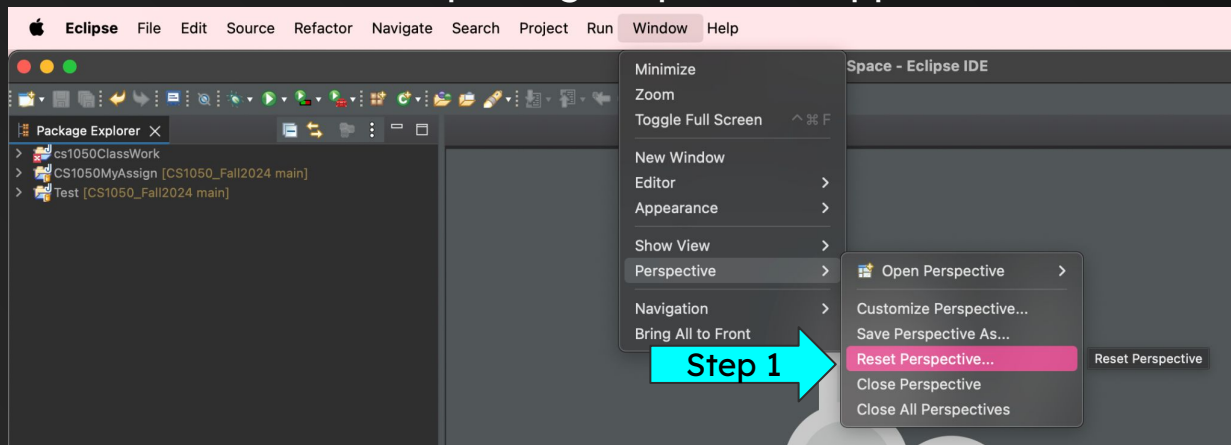 Eclipse File Edit Source Refactor Navigate Search Project Run Window Help
Space - Eclipse IDE
Package Explorer
cs1050ClassWork
CS1050MyAssign [CS1050_Fall2024 main]
Test [CS1050_Fall2024 main]
Minimize
Zoom
Toggle Full Screen ^⌘F
New Window
Editor
Appearance
Show View
Perspective
Navigation
Bring All to Front
Open Perspective
Customize Perspective...
Save Perspective As...
Reset Perspective...
Close Perspective
Close All Perspectives
Step 1
Reset Perspective